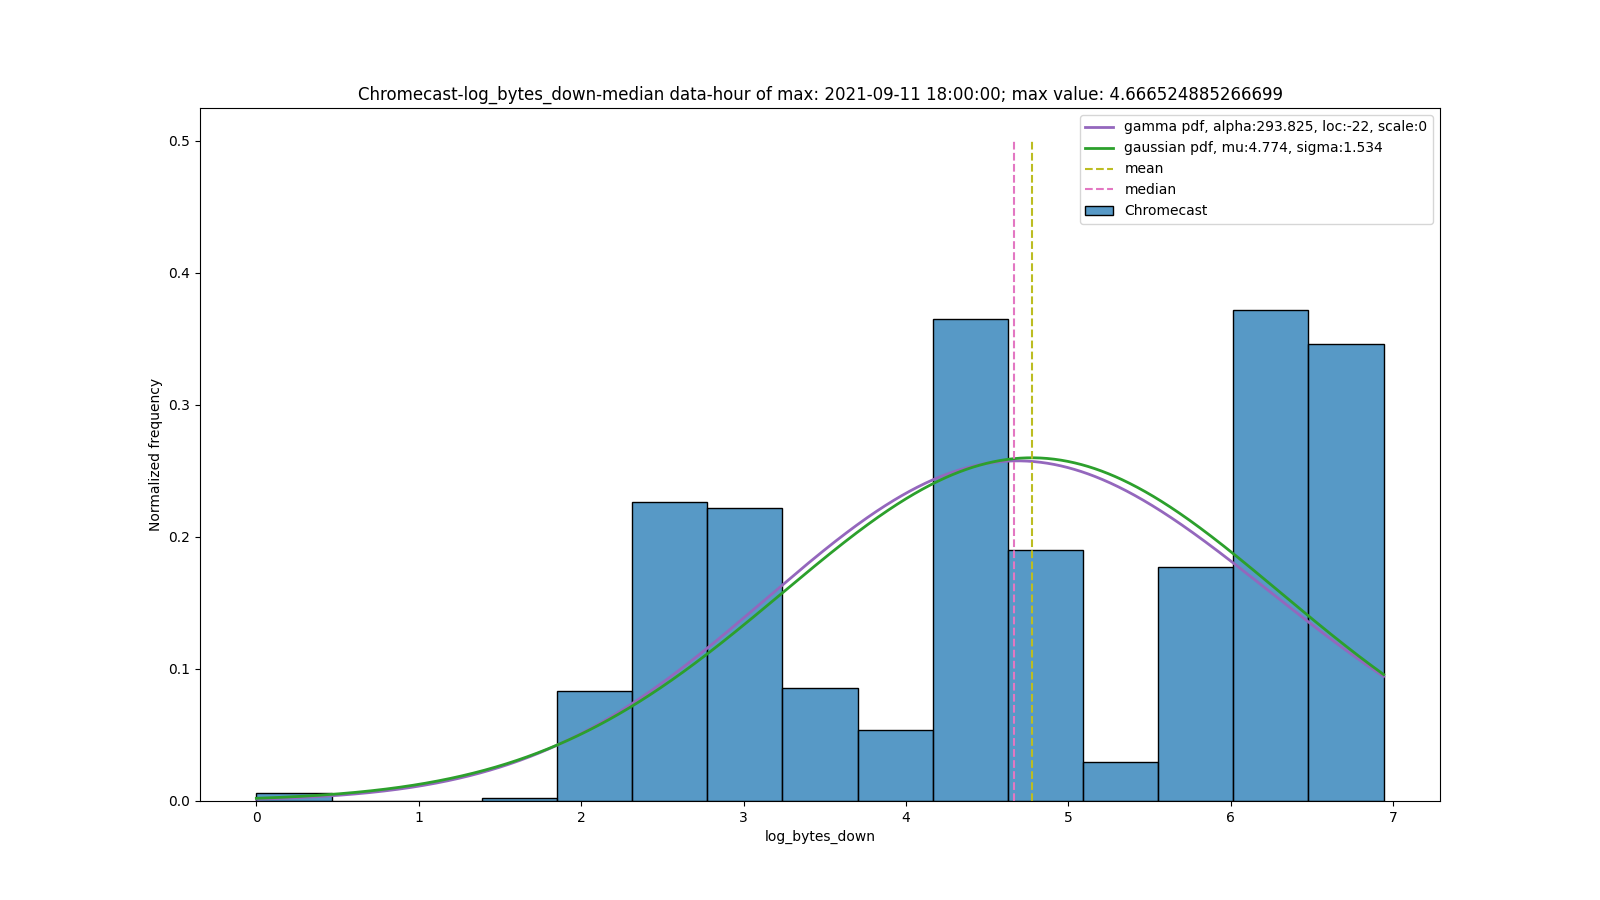 Chromecast-log_bytes_down-median data-hour of max: 2021-09-11 18:00:00; max value: 4.666524885266699
gamma pdf, alpha:293.825, loc:-22, scale:0
gaussian pdf, mu:4.774, sigma:1.534
mean
median
Chromecast
Normalized frequency
0.5
0.4
0.3
0.2
0.1
0.0
0 1 2 3 4 5 6 7
log_bytes_down